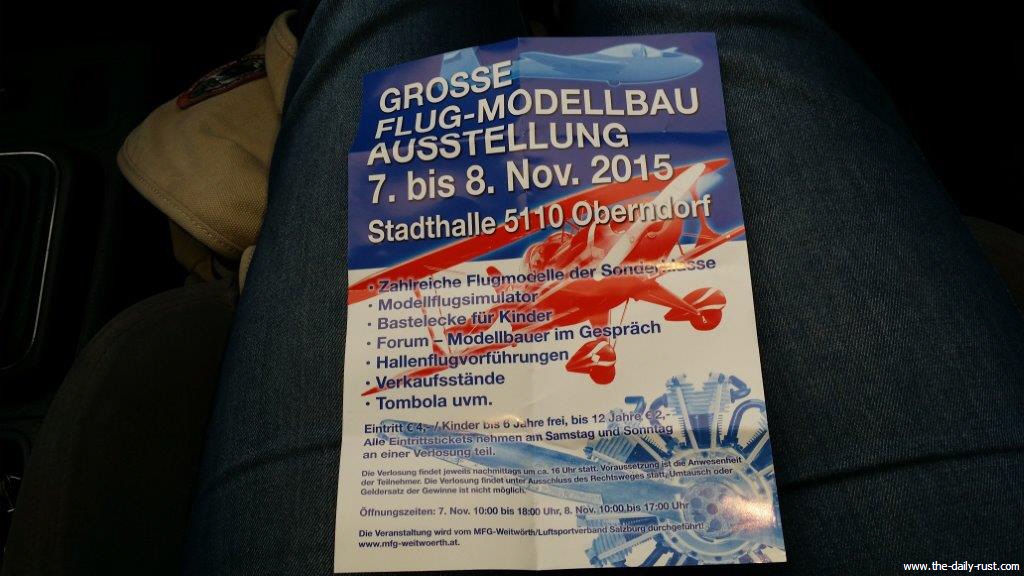 GROSSE
FLUG-MODELLBAU
AUSSTELLUNG
7. bis 8. Nov. 2015
Stadthalle 5110 Oberndorf
• Zahlreiche Flugmodelle der Sonderklasse
• Modellflugsimulator
• Bastelecke für Kinder
• Forum – Modellbauer im Gespräch
• Hallenflugvorführungen
• Verkaufsstände
• Tombola uvm.
Eintritt € 4,- / Kinder bis 6 Jahre frei, bis 12 Jahre € 2,-
Alle Eintrittstickets nehmen am Samstag und Sonntag
an einer Verlosung teil.
Die Verlosung findet jeweils nachmittags um ca. 16 Uhr statt. Voraussetzung ist die Anwesenheit
der Teilnehmer. Die Verlosung findet unter Ausschluss des Rechtsweges statt, Umtausch oder
Geldersatz der Gewinne ist nicht möglich.
Öffnungszeiten: 7. Nov. 10:00 bis 18:00 Uhr, 8. Nov. 10:00 bis 17:00 Uhr
Die Veranstaltung wird vom MFG-Weitwörth/Luftsportverband Salzburg durchgeführt!
www.mfg-weitwoerth.at.
www.the-daily-rust.com